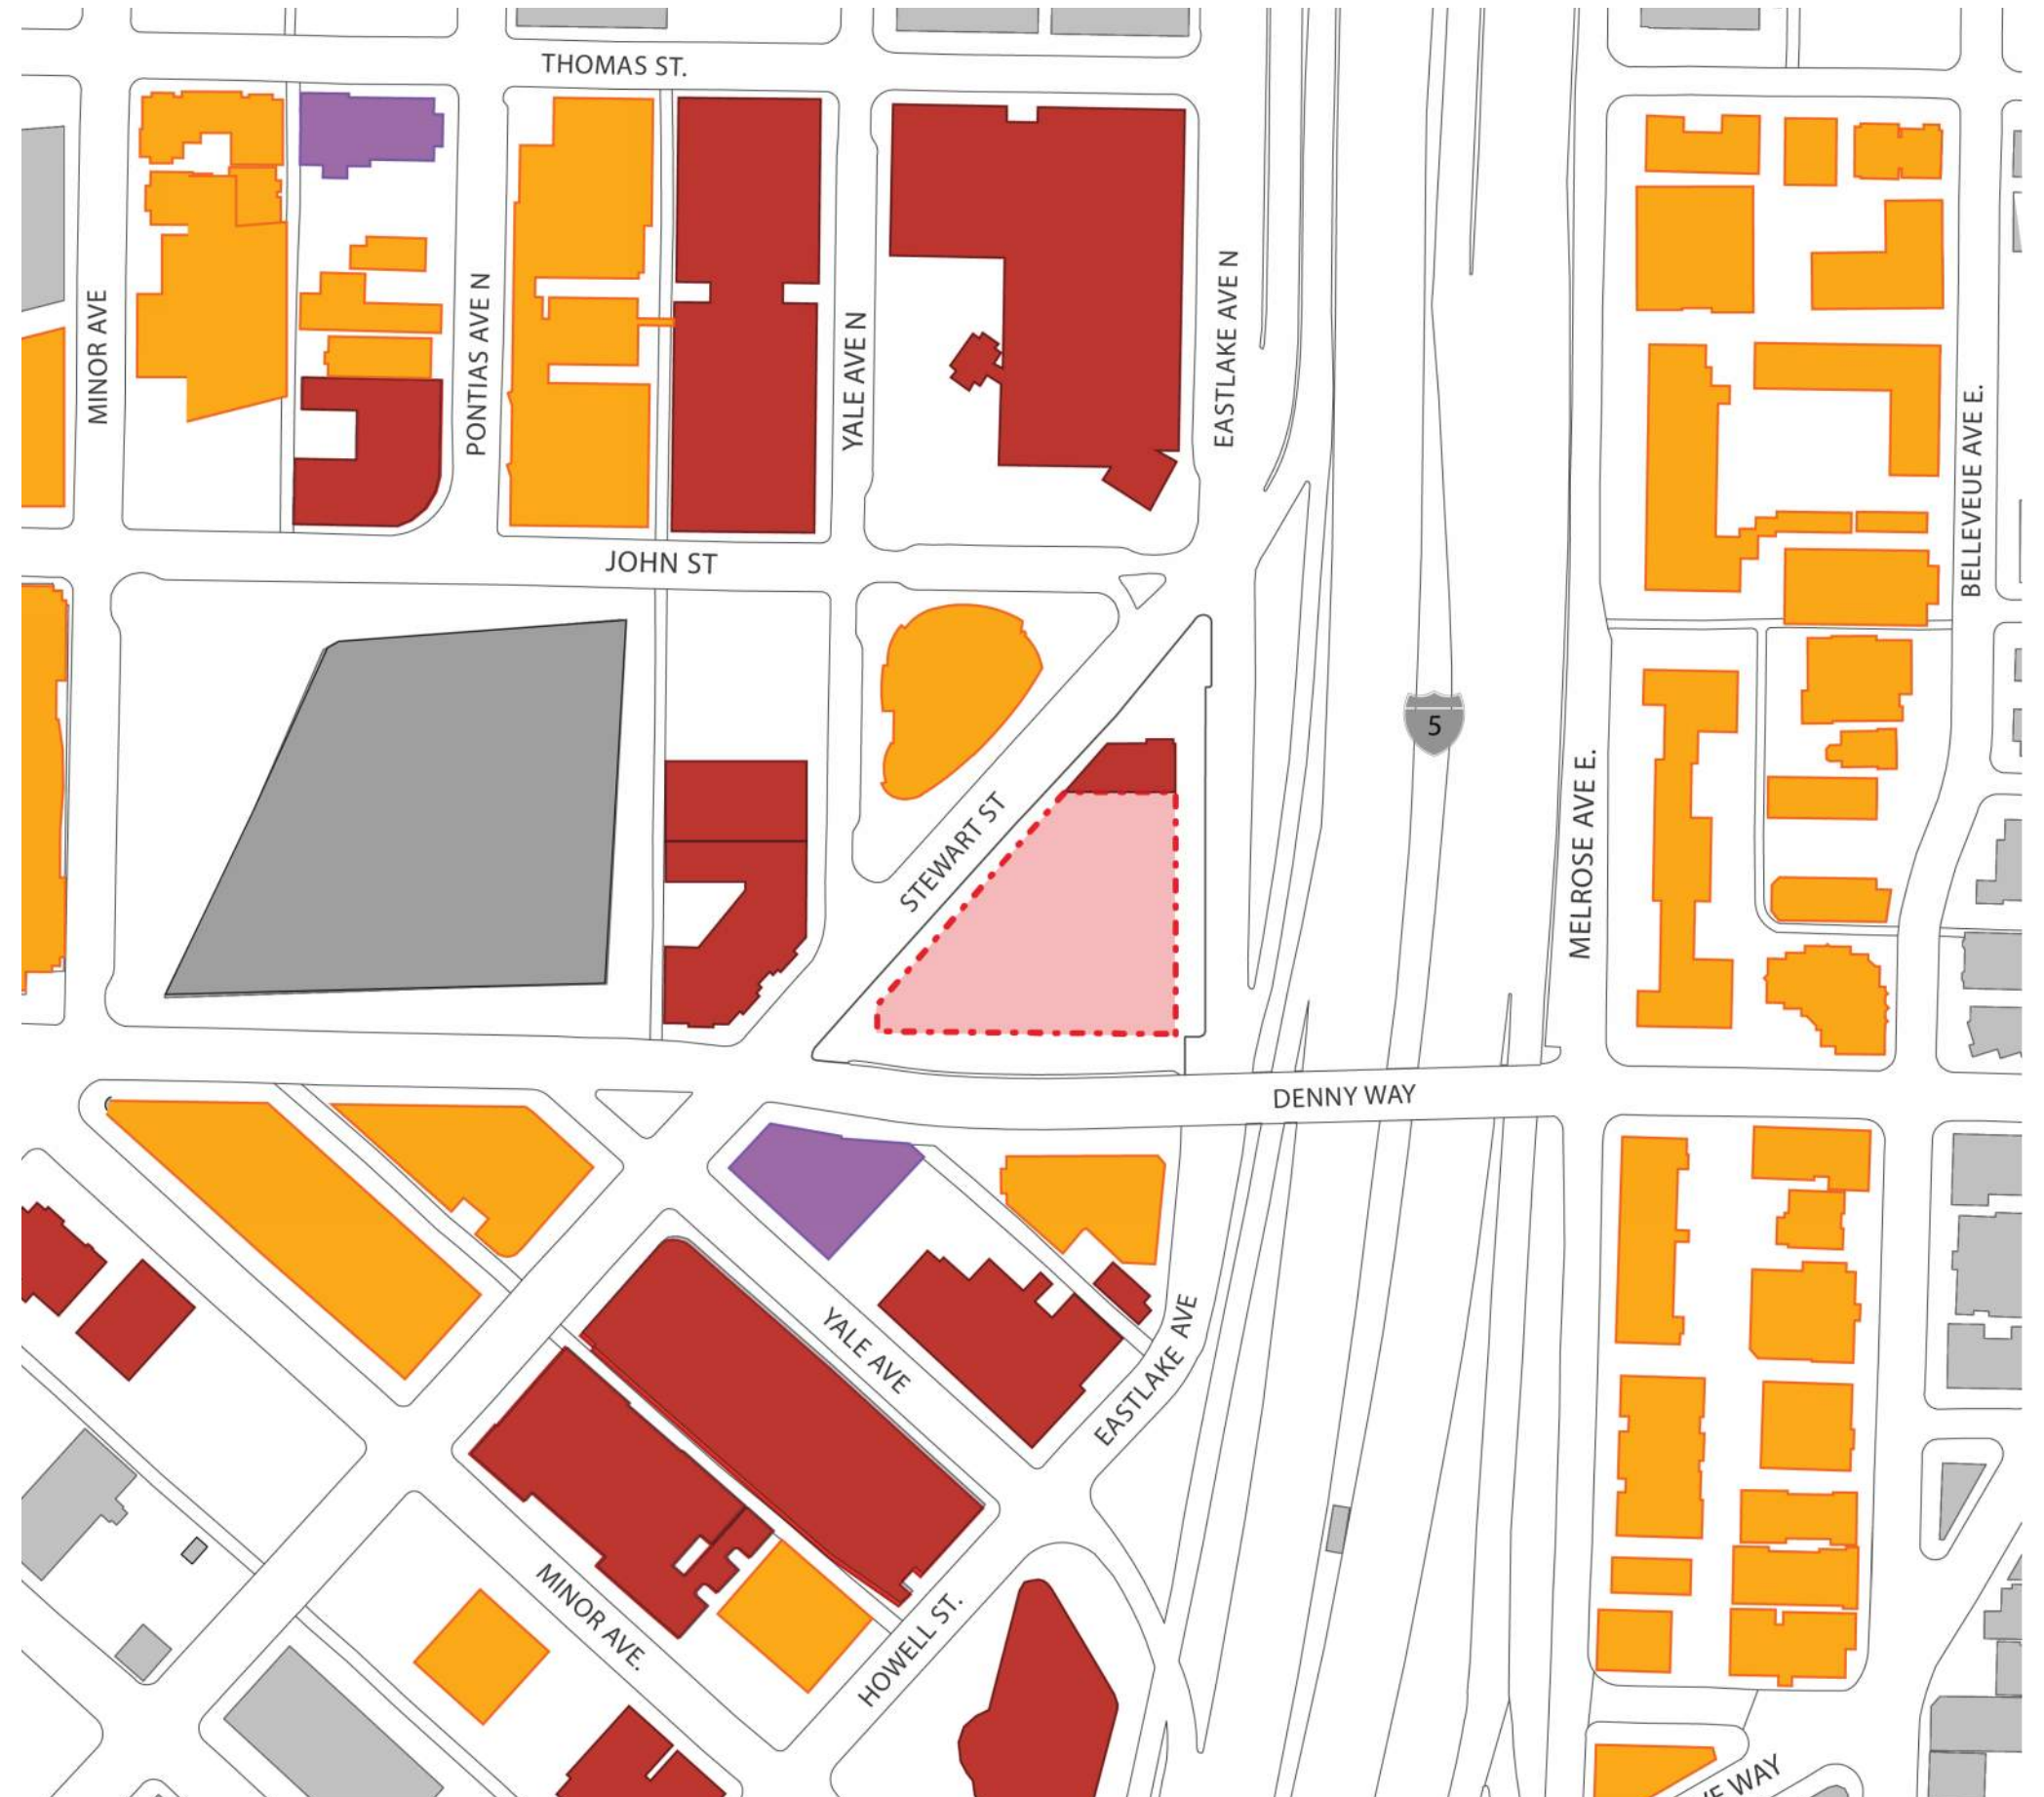 THOMAS ST.
MINOR AVE
PONTIAS AVE N
YALE AVE N
EASTLAKE AVE N
BELLEVEUE AVE E.
JOHN ST
5
STEWART ST
MELROSE AVE E.
DENNY WAY
YALE AVE
EASTLAKE AVE
MINOR AVE.
HOWELL ST.
WAY